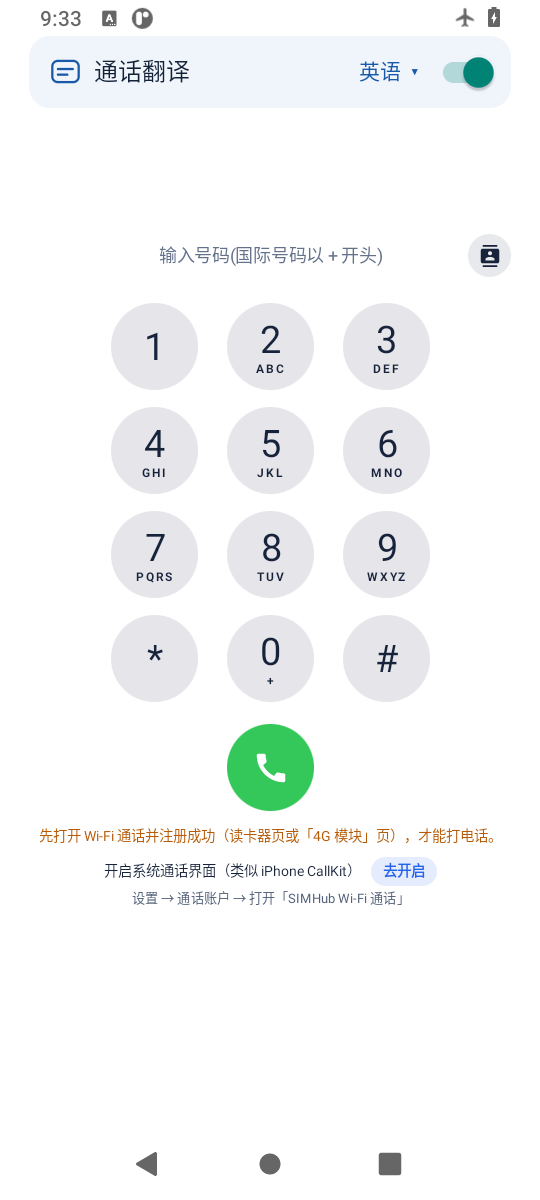 9:33
A
通话翻译
英语 ▼
输入号码(国际号码以 + 开头)
1
2
ABC
3
DEF
4
GHI
5
JKL
6
MNO
7
PQRS
8
TUV
9
WXYZ
*
0
+
#
先打开 Wi-Fi 通话并注册成功（读卡器页或「4G 模块」页），才能打电话。
开启系统通话界面（类似 iPhone CallKit） 去开启
设置 → 通话账户 → 打开「SIMHub Wi-Fi 通话」